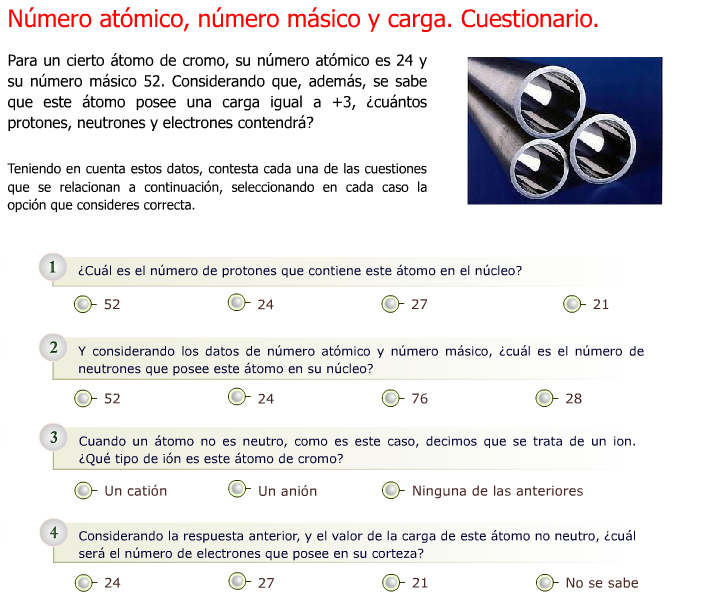 Número atómico, número másico y carga. Cuestionario.
Para un cierto átomo de cromo, su número atómico es 24 y
su número másico 52. Considerando que, además, se sabe
que este átomo posee una carga igual a +3, ¿cuántos
protones, neutrones y electrones contendrá?
Teniendo en cuenta estos datos, contesta cada una de las cuestiones
que se relacionan a continuación, seleccionando en cada caso la
opción que consideres correcta.
1 ¿Cuál es el número de protones que contiene este átomo en el núcleo?
52 24 27 21
2 Y considerando los datos de número atómico y número másico, ¿cuál es el número de
neutrones que posee este átomo en su núcleo?
52 24 76 28
3 Cuando un átomo no es neutro, como es este caso, decimos que se trata de un ion.
¿Qué tipo de ión es este átomo de cromo?
Un catión Un anión Ninguna de las anteriores
4 Considerando la respuesta anterior, y el valor de la carga de este átomo no neutro, ¿cuál
será el número de electrones que posee en su corteza?
24 27 21 No se sabe